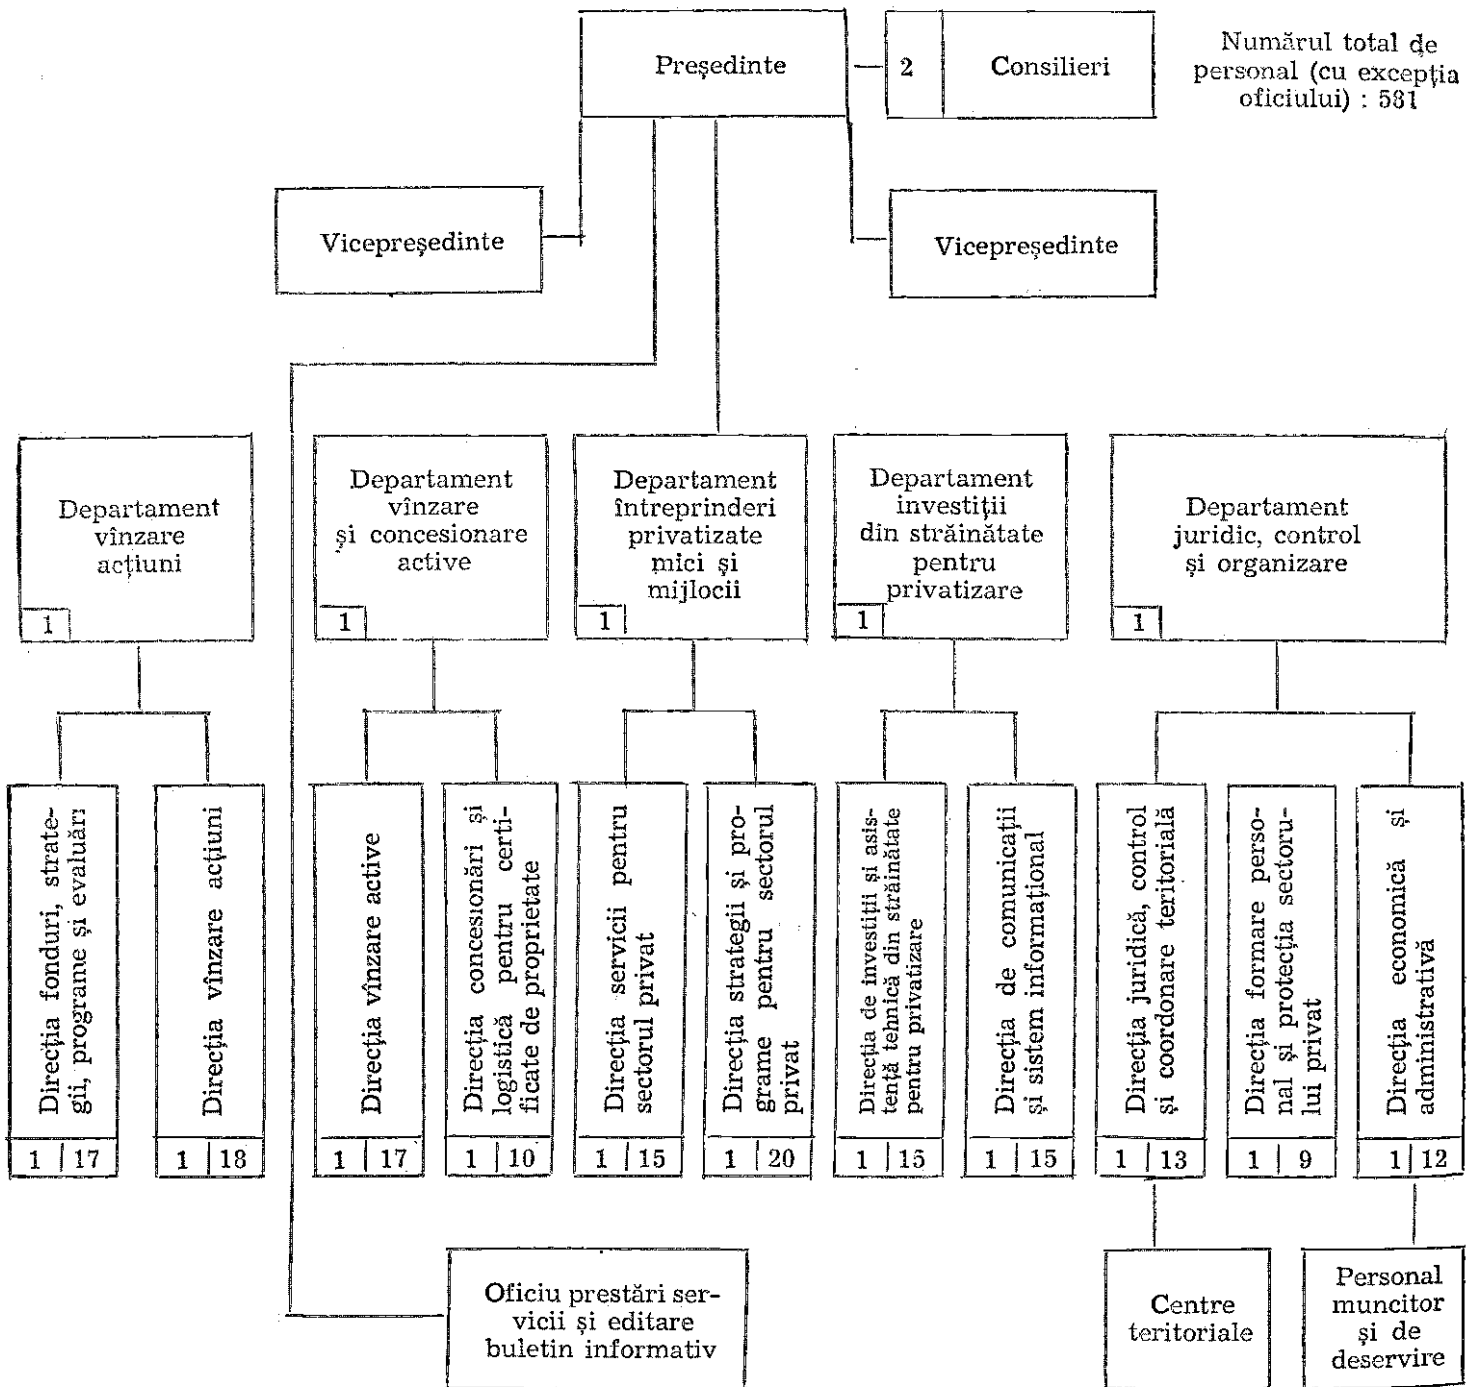 Președinte
2
Consilieri
Numărul total de
personal (cu excepția
oficiului) : 581
Vicepreședinte
Vicepreședinte
Departament
vînzare
acțiuni
1
Departament
vînzare
și concesionare
active
1
Departament
întreprinderi
privatizate
mici și
mijlocii
1
Departament
investiții
din străinătate
pentru
privatizare
1
Departament
juridic, control
și organizare
1
Direcția fonduri, strate-
gii, programe și evaluări
1 17
Direcția vînzare acțiuni
1 18
Direcția vînzare active
1 17
Direcția concesionări și
logistică pentru certi-
ficate de proprietate
1 10
Direcția servicii pentru
sectorul privat
1 15
Direcția strategii și pro-
grame pentru sectorul
privat
1 20
Direcția de investiții și asis-
tență tehnică din străinătate
pentru privatizare
1 15
Direcția de comunicații
și sistem informațional
1 15
Direcția juridică, control
și coordonare teritorială
1 13
Direcția formare perso-
nal și protecția sectoru-
lui privat
1 9
Direcția economică și
administrativă
1 12
Oficiu prestări ser-
vicii și editare
buletin informativ
Centre
teritoriale
Personal
muncitor
și de
deservire